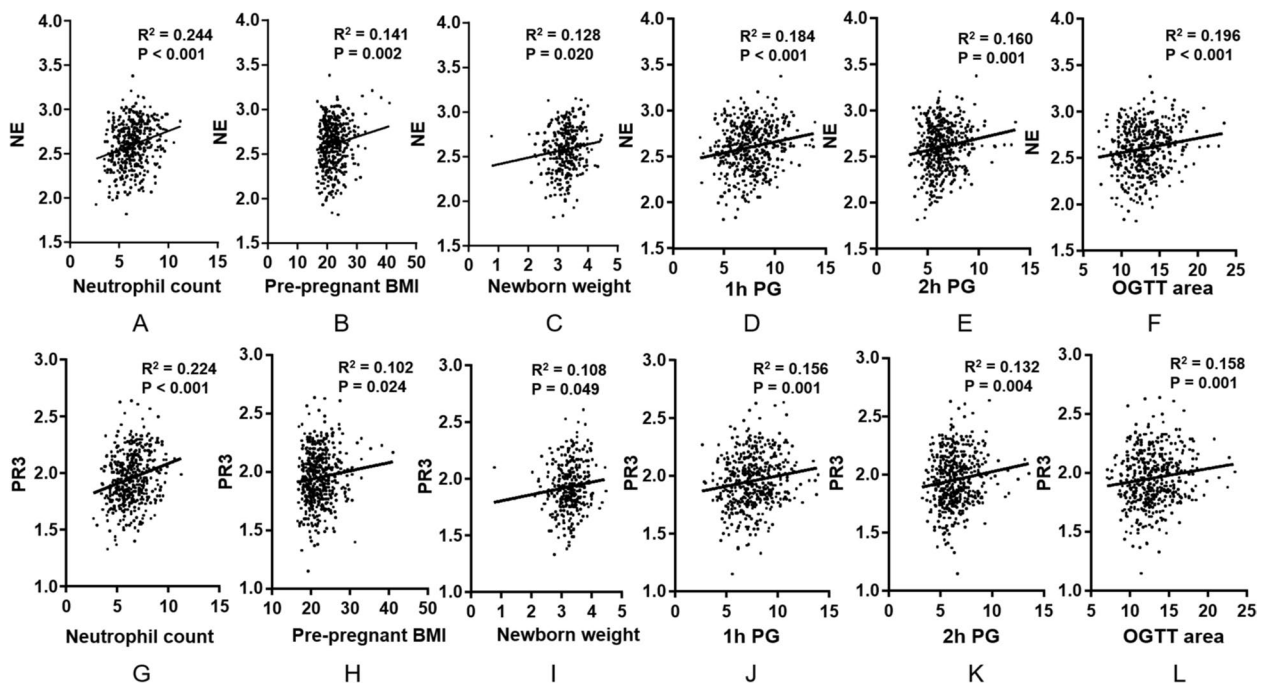 R² = 0.244
P < 0.001
NE
4.0
3.5
3.0
2.5
2.0
1.5
0 5 10 15
Neutrophil count
A
R² = 0.141
P = 0.002
NE
4.0
3.5
3.0
2.5
2.0
1.5
0 10 20 30 40 50
Pre-pregnant BMI
B
R² = 0.128
P = 0.020
NE
4.0
3.5
3.0
2.5
2.0
1.5
0 1 2 3 4 5
Newborn weight
C
R² = 0.184
P < 0.001
NE
4.0
3.5
3.0
2.5
2.0
1.5
0 5 10 15
1h PG
D
R² = 0.160
P = 0.001
NE
4.0
3.5
3.0
2.5
2.0
1.5
0 5 10 15
2h PG
E
R² = 0.196
P < 0.001
NE
4.0
3.5
3.0
2.5
2.0
1.5
5 10 15 20 25
OGTT area
F
R² = 0.224
P < 0.001
PR3
3.0
2.5
2.0
1.5
1.0
0 5 10 15
Neutrophil count
G
R² = 0.102
P = 0.024
PR3
3.0
2.5
2.0
1.5
1.0
10 20 30 40 50
Pre-pregnant BMI
H
R² = 0.108
P = 0.049
PR3
3.0
2.5
2.0
1.5
1.0
0 1 2 3 4 5
Newborn weight
I
R² = 0.156
P = 0.001
PR3
3.0
2.5
2.0
1.5
1.0
0 5 10 15
1h PG
J
R² = 0.132
P = 0.004
PR3
3.0
2.5
2.0
1.5
1.0
0 5 10 15
2h PG
K
R² = 0.158
P = 0.001
PR3
3.0
2.5
2.0
1.5
1.0
5 10 15 20 25
OGTT area
L